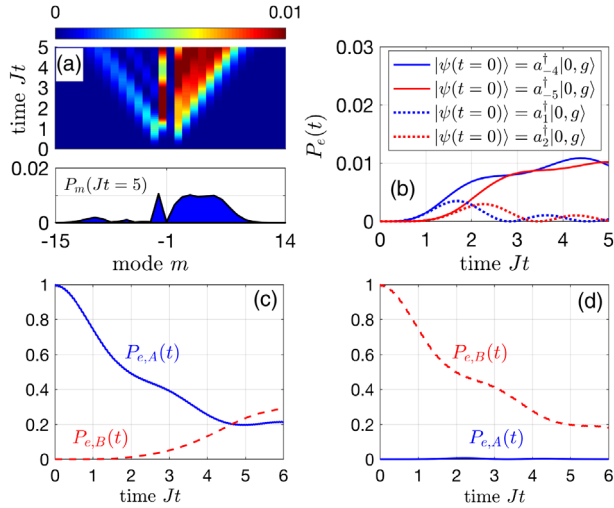 0 0.01
(a)
time Jt
5
4
3
2
1
0
0.02
P_m(Jt = 5)
0
-15 -1 14
mode m
0.03
0.02
0.01
0
P_e(t)
|ψ(t = 0)⟩ = a†_{-4}|0, g⟩
|ψ(t = 0)⟩ = a†_{-5}|0, g⟩
|ψ(t = 0)⟩ = a†_1|0, g⟩
|ψ(t = 0)⟩ = a†_2|0, g⟩
(b)
0 1 2 3 4 5
time Jt
(c)
1
0.8
0.6
0.4
0.2
0
P_{e,A}(t)
P_{e,B}(t)
0 1 2 3 4 5 6
time Jt
(d)
1
0.8
0.6
0.4
0.2
0
P_{e,B}(t)
P_{e,A}(t)
0 1 2 3 4 5 6
time Jt